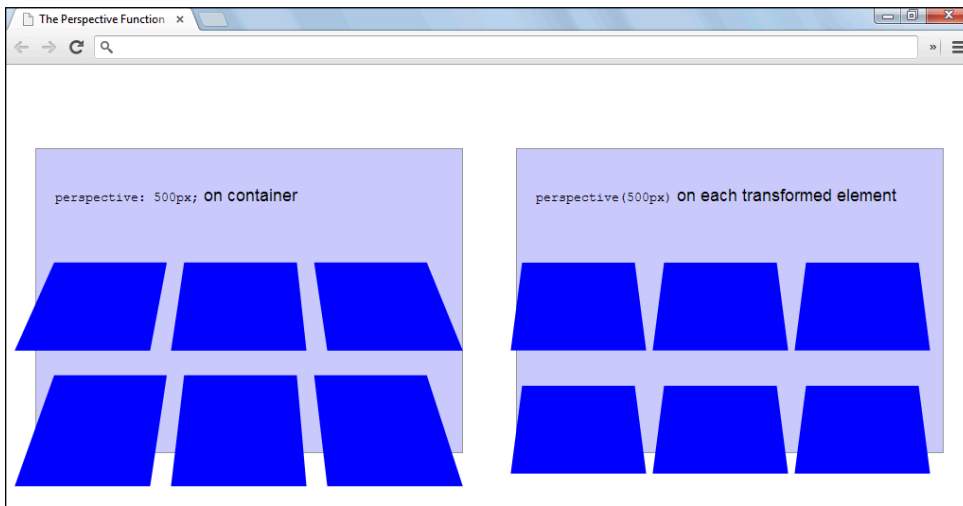 The Perspective Function
perspective: 500px; on container
perspective(500px) on each transformed element